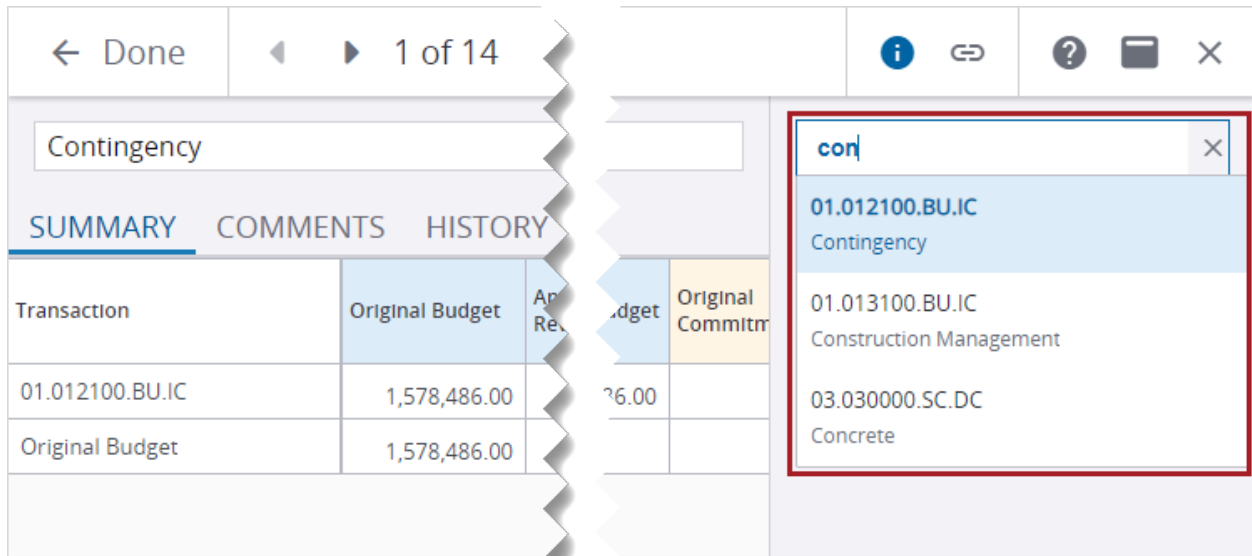 Done
1 of 14
Contingency
con
SUMMARY COMMENTS HISTORY
01.012100.BU.IC
Contingency
01.013100.BU.IC
Construction Management
03.030000.SC.DC
Concrete
Transaction
Original Budget
Original
01.012100.BU.IC 1,578,486.00
Original Budget 1,578,486.00